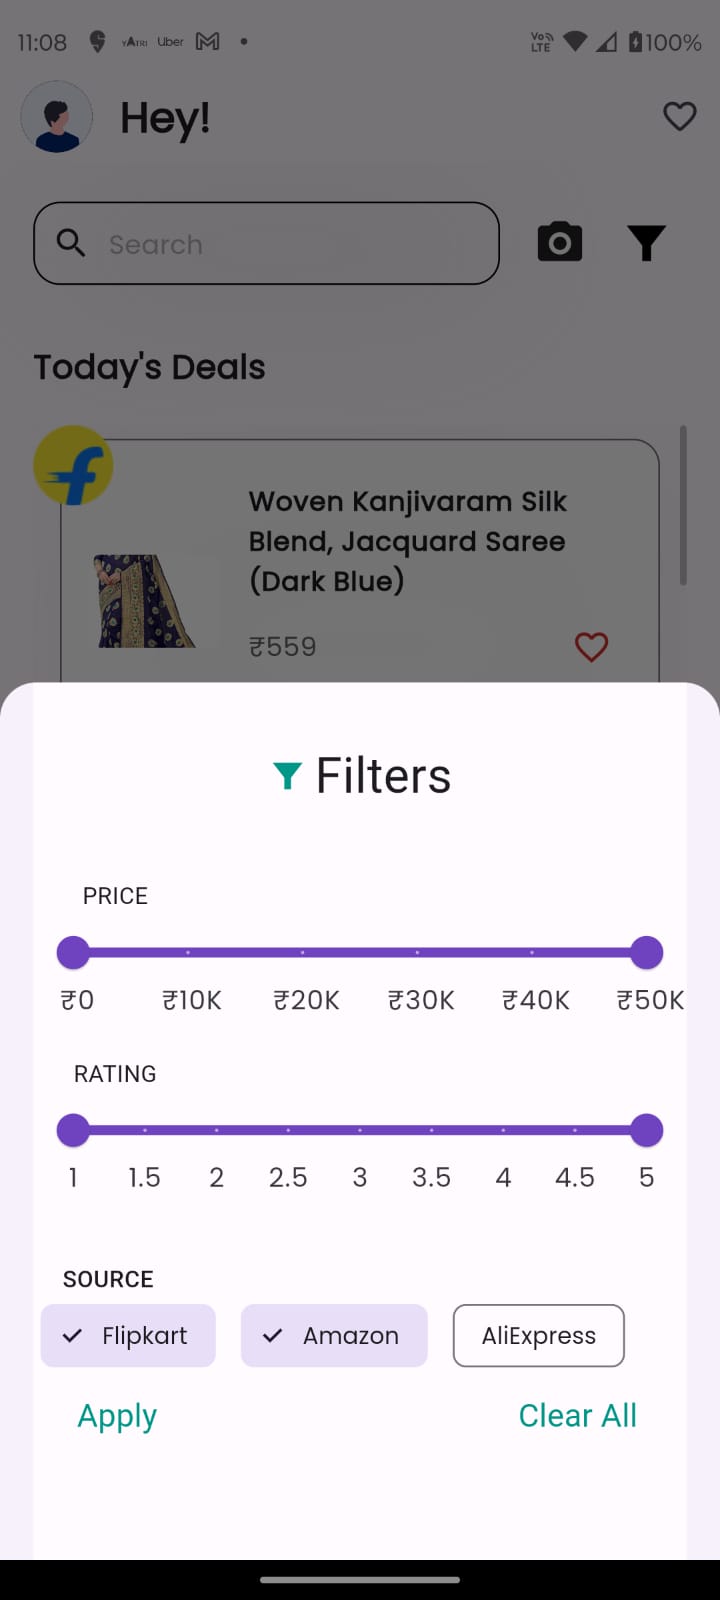 11:08 YATRI Uber Vo LTE 100%
Hey!
Search
Today's Deals
f
Woven Kanjivaram Silk
Blend, Jacquard Saree
(Dark Blue)
₹559
Filters
PRICE
₹0 ₹10K ₹20K ₹30K ₹40K ₹50K
RATING
1 1.5 2 2.5 3 3.5 4 4.5 5
SOURCE
Flipkart Amazon AliExpress
Apply Clear All